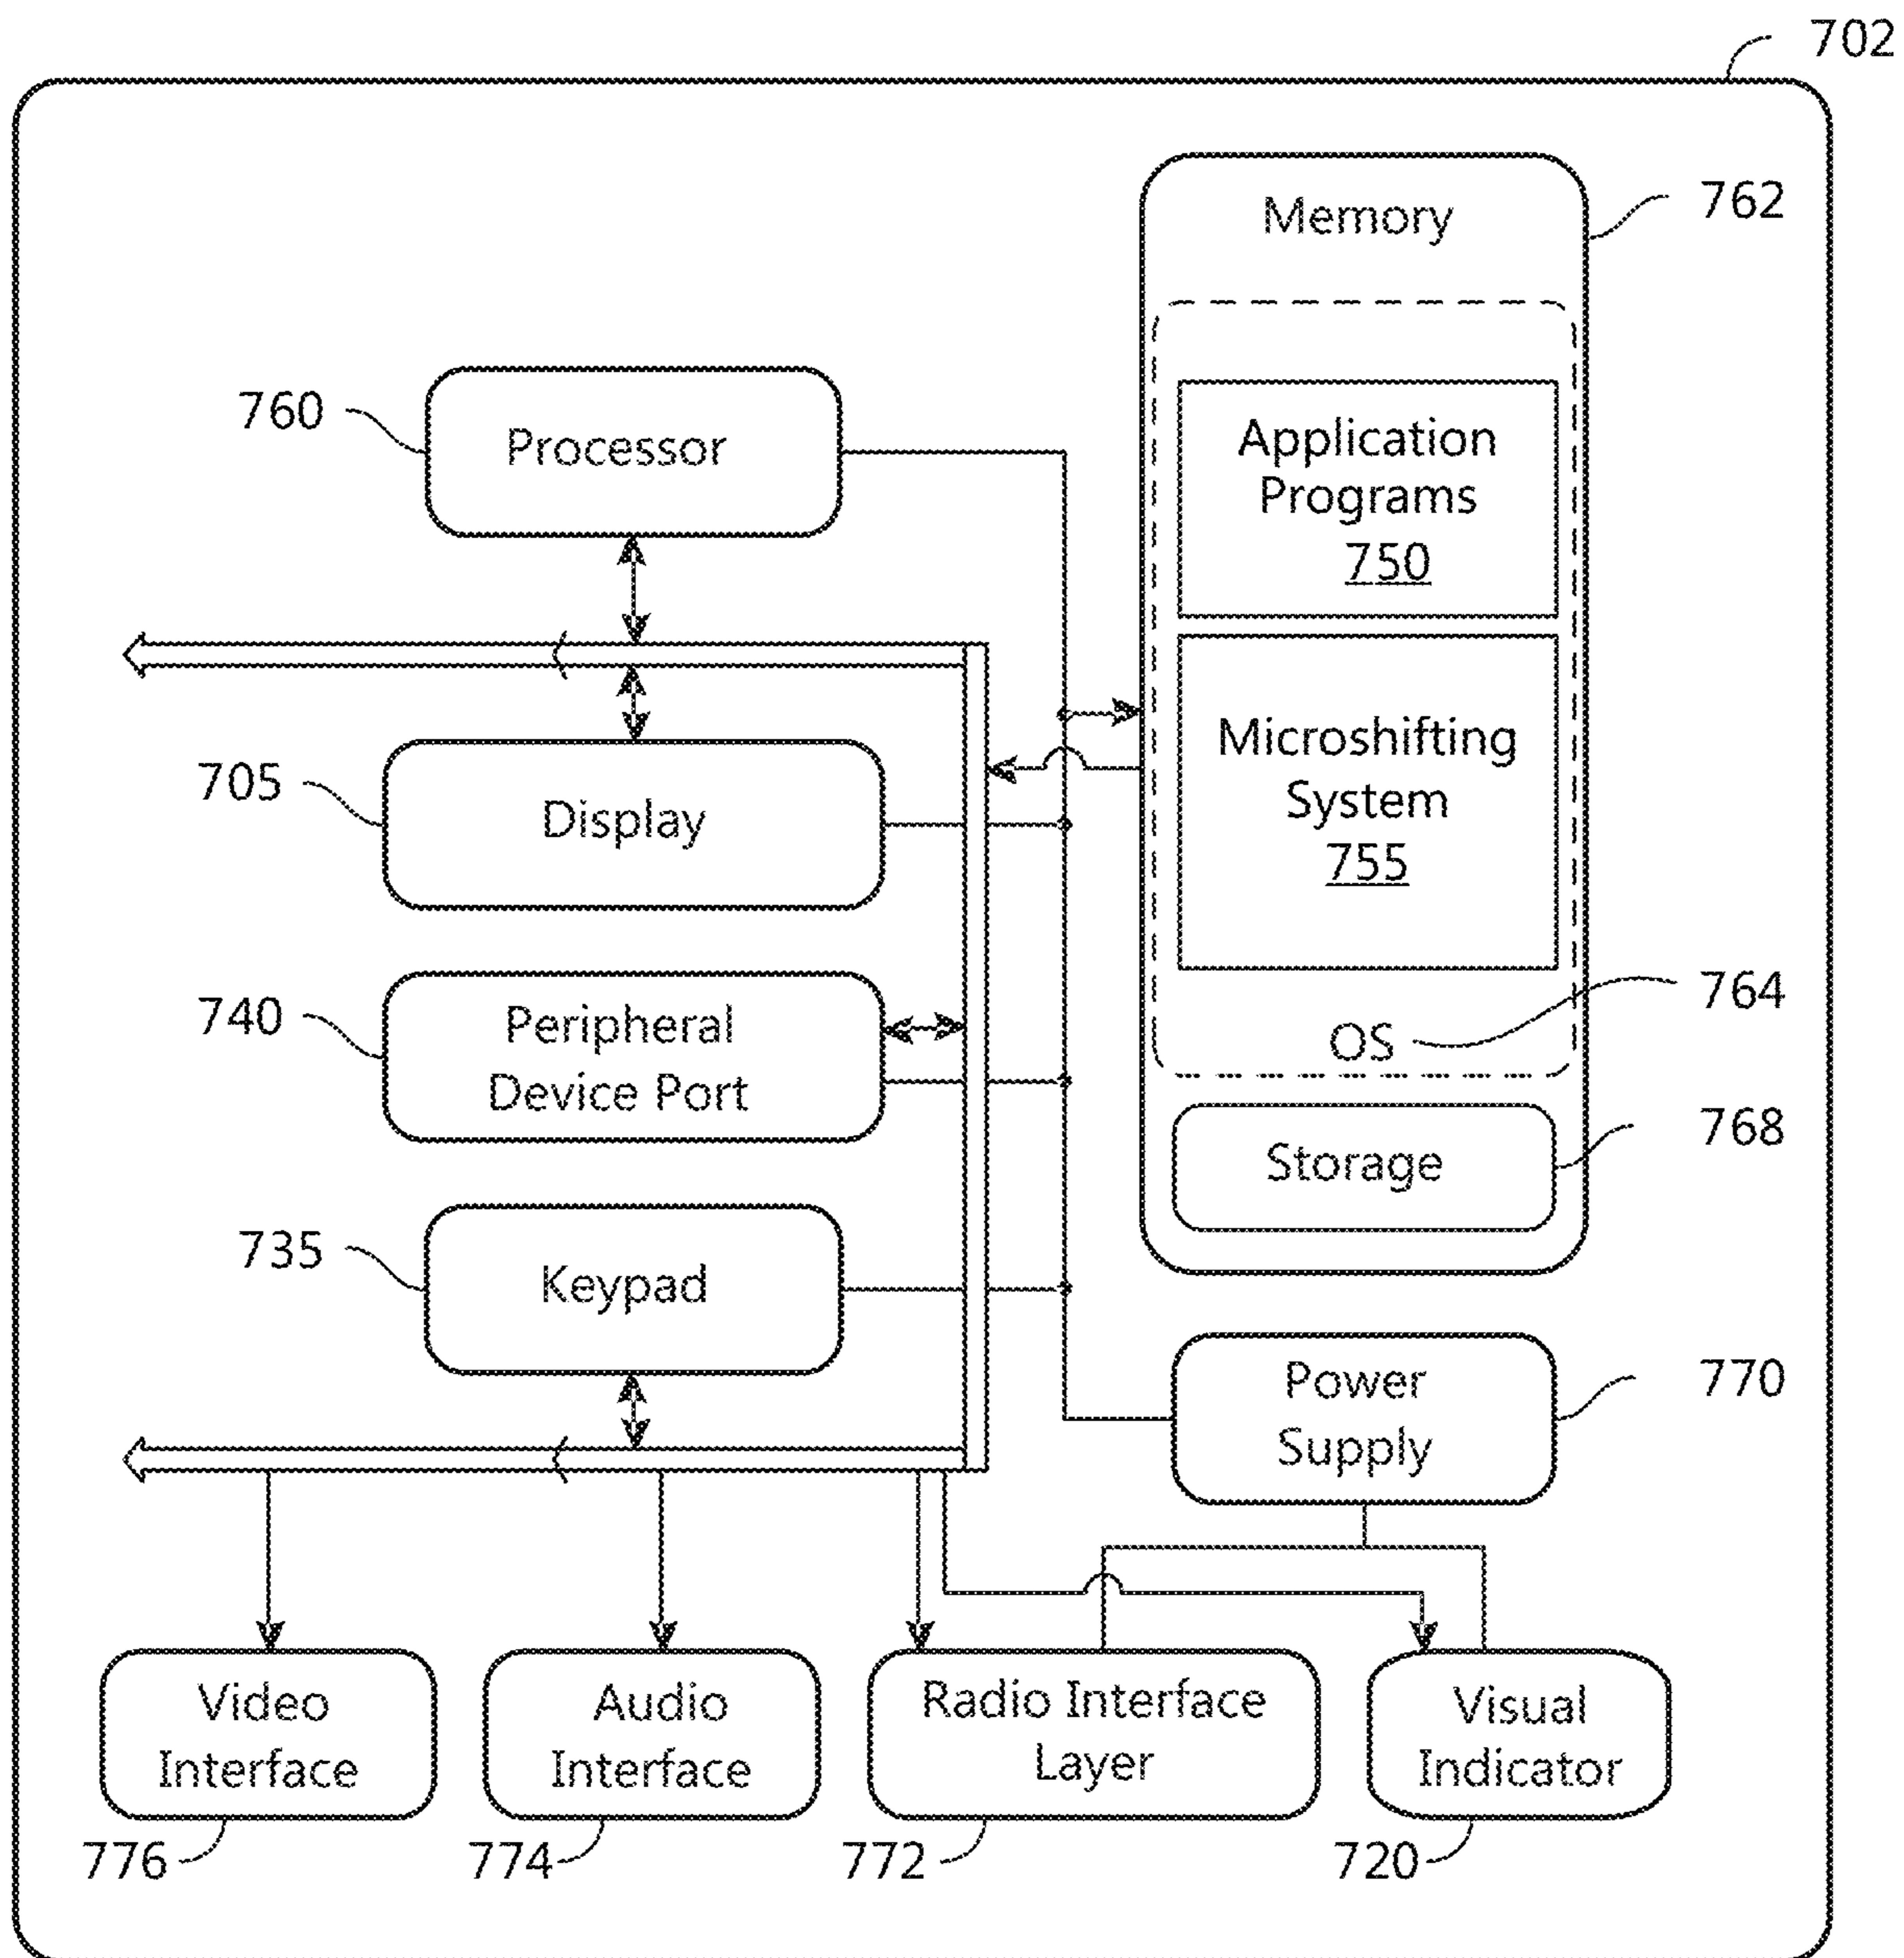 702
Memory
762
760
Processor
Application
Programs
750
705
Display
Microshifting
System
755
740
Peripheral
Device Port
764
OS
768
Storage
735
Keypad
Power
Supply
770
Video
Interface
Audio
Interface
Radio Interface
Layer
Visual
Indicator
776
774
772
720